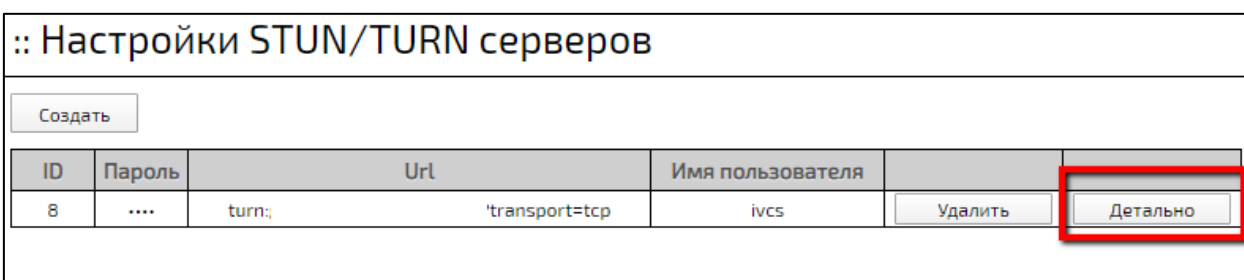 :: Настройки STUN/TURN серверов
Создать
ID Пароль Url Имя пользователя
8 •••• turn:; 'transport=tcp ivcs Удалить Детально